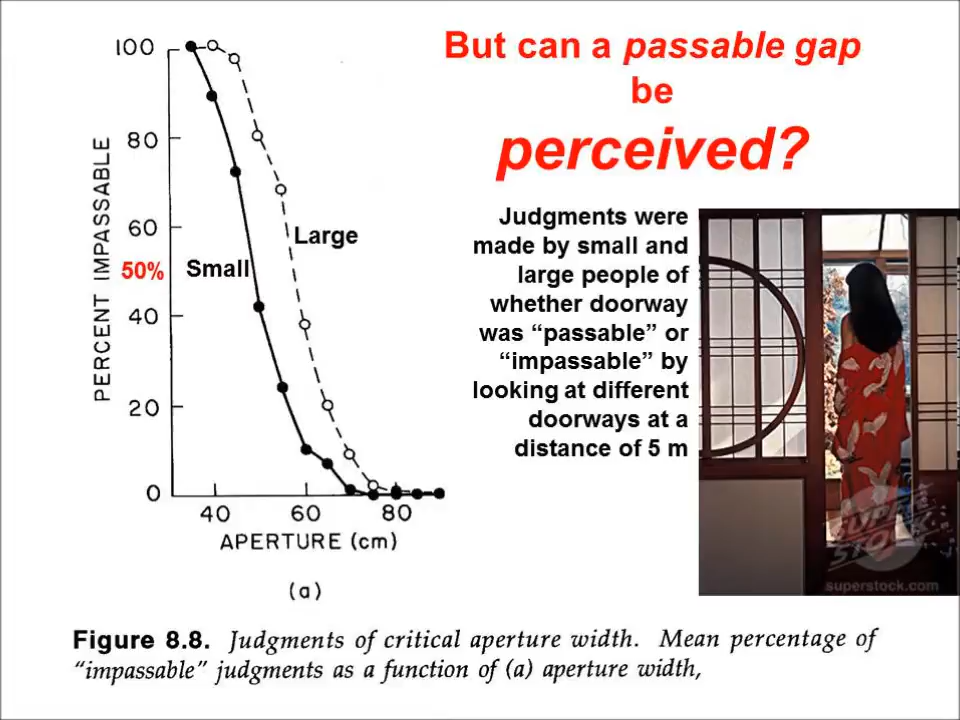 But can a passable gap
be
perceived?
100
80
60
50%
40
20
0
PERCENT IMPASSABLE
Small
Large
40
60
80
APERTURE (cm)
(a)
Judgments were
made by small and
large people of
whether doorway
was “passable” or
“impassable” by
looking at different
doorways at a
distance of 5 m
SUPER
STOCK
superstock.com
Figure 8.8. Judgments of critical aperture width. Mean percentage of
“impassable” judgments as a function of (a) aperture width,